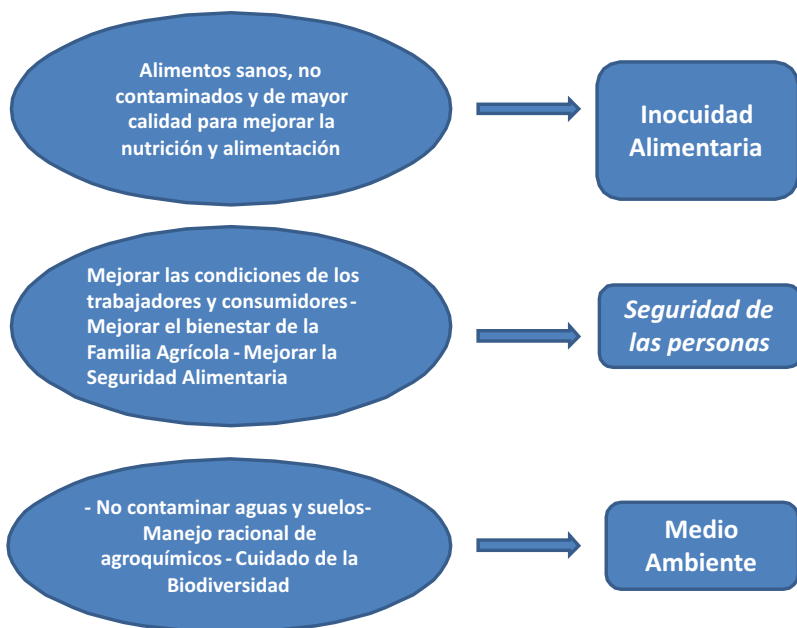 Alimentos sanos, no
contaminados y de mayor
calidad para mejorar la
nutrición y alimentación
Inocuidad
Alimentaria
Mejorar las condiciones de los
trabajadores y consumidores -
Mejorar el bienestar de la
Familia Agrícola - Mejorar la
Seguridad Alimentaria
Seguridad de
las personas
- No contaminar aguas y suelos-
Manejo racional de
agroquímicos - Cuidado de la
Biodiversidad
Medio
Ambiente